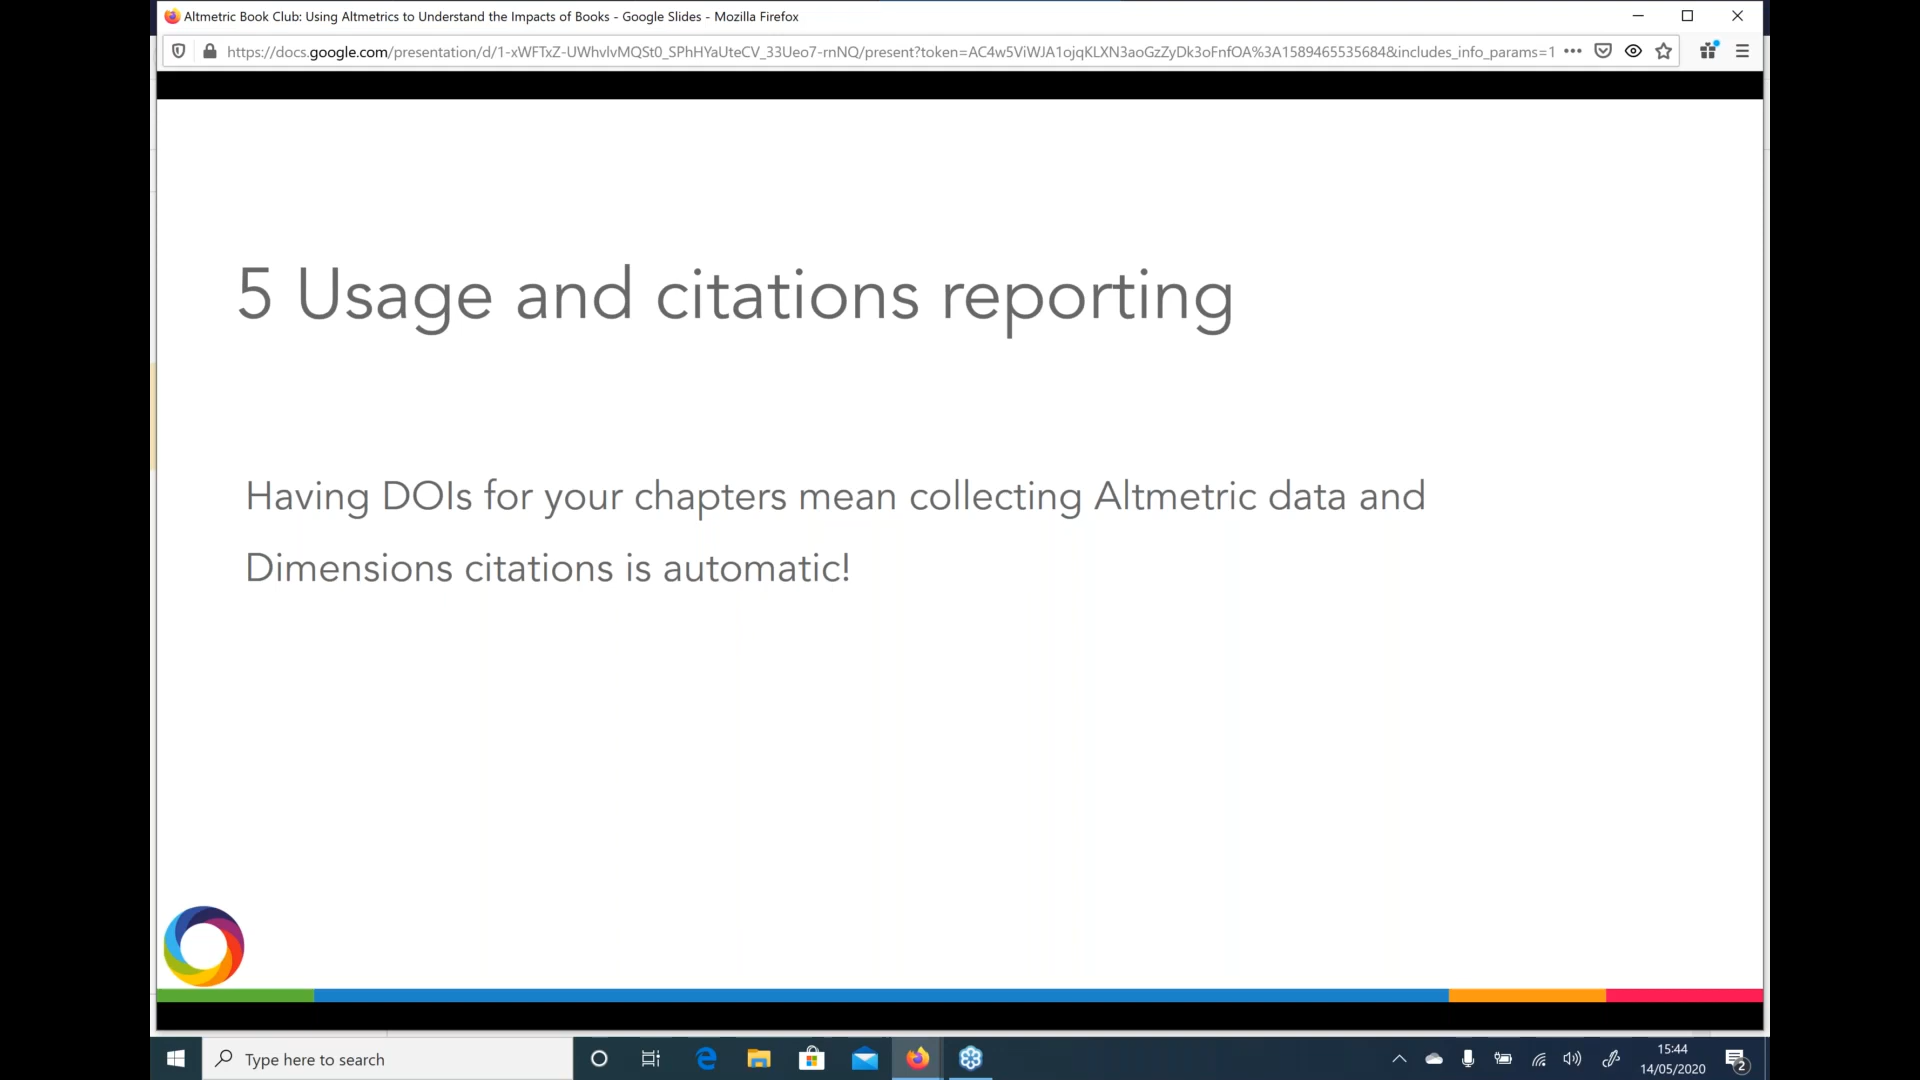 Altmetric Book Club: Using Altmetrics to Understand the Impacts of Books - Google Slides - Mozilla Firefox
https://docs.google.com/presentation/d/1-xWFTxZ-UWhvlvMQSt0_SPhHYaUteCV_33Ueo7-rnNQ/present?token=AC4w5ViWJA1ojqKLXN3aoGzZyDk3oFnfOA%3A1589465535684&includes_info_params=1
5 Usage and citations reporting
Having DOIs for your chapters mean collecting Altmetric data and
Dimensions citations is automatic!
Type here to search
15:44
14/05/2020
2